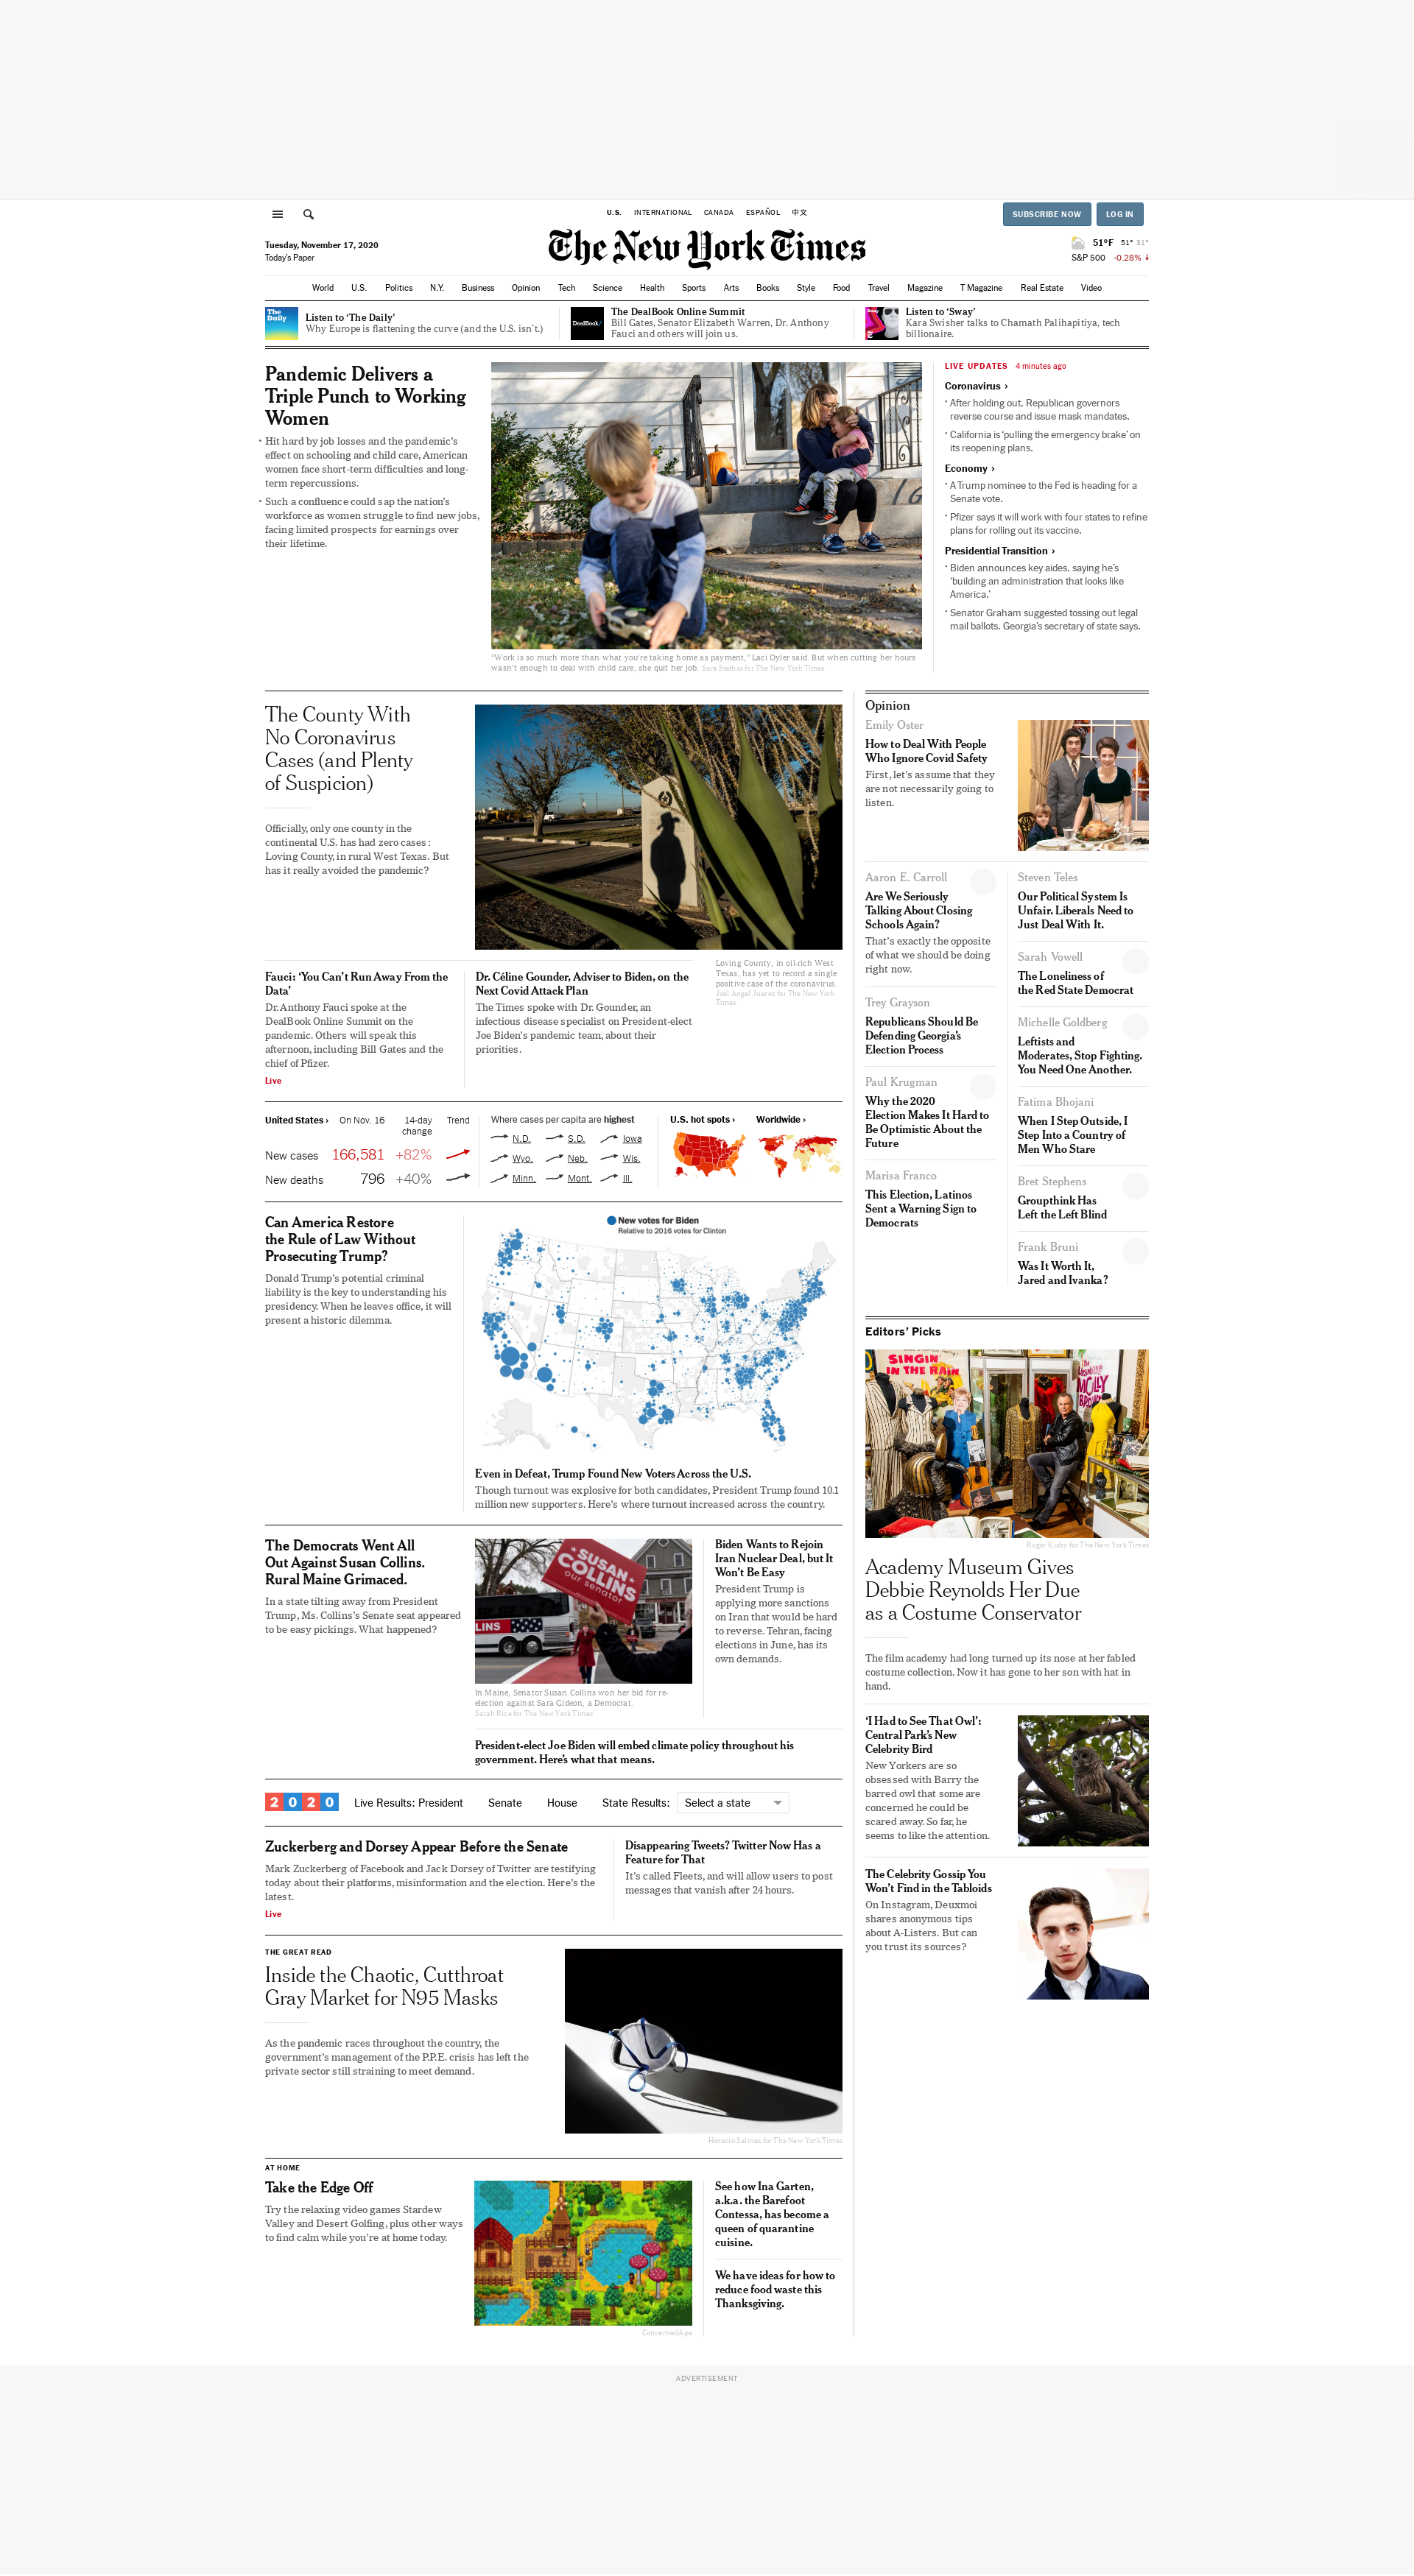 U.S. INTERNATIONAL CANADA ESPAÑOL 中文
SUBSCRIBE NOW LOG IN
Tuesday, November 17, 2020
Today's Paper
The New York Times
51°F 51° 31°
S&P 500 -0.28%
World U.S. Politics N.Y. Business Opinion Tech Science Health Sports Arts Books Style Food Travel Magazine T Magazine Real Estate Video
The
Daily
Listen to ‘The Daily’
Why Europe is flattening the curve (and the U.S. isn’t.)
DealBook/
The DealBook Online Summit
Bill Gates, Senator Elizabeth Warren, Dr. Anthony
Fauci and others will join us.
Listen to ‘Sway’
Kara Swisher talks to Chamath Palihapitiya, tech
billionaire.
Pandemic Delivers a
Triple Punch to Working
Women
• Hit hard by job losses and the pandemic’s
effect on schooling and child care, American
women face short-term difficulties and long-
term repercussions.
• Such a confluence could sap the nation’s
workforce as women struggle to find new jobs,
facing limited prospects for earnings over
their lifetime.
“Work is so much more than what you’re taking home as payment,” Laci Oyler said. But when cutting her hours
wasn’t enough to deal with child care, she quit her job. Sara Stathas for The New York Times
LIVE UPDATES 4 minutes ago
Coronavirus ›
• After holding out, Republican governors
reverse course and issue mask mandates.
• California is ‘pulling the emergency brake’ on
its reopening plans.
Economy ›
• A Trump nominee to the Fed is heading for a
Senate vote.
• Pfizer says it will work with four states to refine
plans for rolling out its vaccine.
Presidential Transition ›
• Biden announces key aides, saying he’s
‘building an administration that looks like
America.’
• Senator Graham suggested tossing out legal
mail ballots, Georgia’s secretary of state says.
The County With
No Coronavirus
Cases (and Plenty
of Suspicion)
Officially, only one county in the
continental U.S. has had zero cases:
Loving County, in rural West Texas. But
has it really avoided the pandemic?
Loving County, in oil-rich West
Texas, has yet to record a single
positive case of the coronavirus.
Joel Angel Juarez for The New York
Times
Fauci: ‘You Can’t Run Away From the
Data’
Dr. Anthony Fauci spoke at the
DealBook Online Summit on the
pandemic. Others will speak this
afternoon, including Bill Gates and the
chief of Pfizer.
Live
Dr. Céline Gounder, Adviser to Biden, on the
Next Covid Attack Plan
The Times spoke with Dr. Gounder, an
infectious disease specialist on President-elect
Joe Biden’s pandemic team, about their
priorities.
United States › On Nov. 16 14-day
change Trend
New cases 166,581 +82%
New deaths 796 +40%
Where cases per capita are highest
N.D. S.D. Iowa
Wyo. Neb. Wis.
Minn. Mont. Ill.
U.S. hot spots › Worldwide ›
Can America Restore
the Rule of Law Without
Prosecuting Trump?
Donald Trump’s potential criminal
liability is the key to understanding his
presidency. When he leaves office, it will
present a historic dilemma.
New votes for Biden
Relative to 2016 votes for Clinton
Even in Defeat, Trump Found New Voters Across the U.S.
Though turnout was explosive for both candidates, President Trump found 10.1
million new supporters. Here’s where turnout increased across the country.
The Democrats Went All
Out Against Susan Collins.
Rural Maine Grimaced.
In a state tilting away from President
Trump, Ms. Collins’s Senate seat appeared
to be easy pickings. What happened?
SUSAN
COLLINS
our senator
LINS
In Maine, Senator Susan Collins won her bid for re-
election against Sara Gideon, a Democrat.
Sarah Rice for The New York Times
Biden Wants to Rejoin
Iran Nuclear Deal, but It
Won’t Be Easy
President Trump is
applying more sanctions
on Iran that would be hard
to reverse. Tehran, facing
elections in June, has its
own demands.
President-elect Joe Biden will embed climate policy throughout his
government. Here’s what that means.
2020 Live Results: President Senate House State Results: Select a state
Zuckerberg and Dorsey Appear Before the Senate
Mark Zuckerberg of Facebook and Jack Dorsey of Twitter are testifying
today about their platforms, misinformation and the election. Here’s the
latest.
Live
Disappearing Tweets? Twitter Now Has a
Feature for That
It’s called Fleets, and will allow users to post
messages that vanish after 24 hours.
THE GREAT READ
Inside the Chaotic, Cutthroat
Gray Market for N95 Masks
As the pandemic races throughout the country, the
government’s management of the P.P.E. crisis has left the
private sector still straining to meet demand.
Horacio Salinas for The New York Times
AT HOME
Take the Edge Off
Try the relaxing video games Stardew
Valley and Desert Golfing, plus other ways
to find calm while you’re at home today.
ConcernedApe
See how Ina Garten,
a.k.a. the Barefoot
Contessa, has become a
queen of quarantine
cuisine.
We have ideas for how to
reduce food waste this
Thanksgiving.
Opinion
Emily Oster
How to Deal With People
Who Ignore Covid Safety
First, let’s assume that they
are not necessarily going to
listen.
Aaron E. Carroll
Are We Seriously
Talking About Closing
Schools Again?
That’s exactly the opposite
of what we should be doing
right now.
Trey Grayson
Republicans Should Be
Defending Georgia’s
Election Process
Paul Krugman
Why the 2020
Election Makes It Hard to
Be Optimistic About the
Future
Marisa Franco
This Election, Latinos
Sent a Warning Sign to
Democrats
Steven Teles
Our Political System Is
Unfair. Liberals Need to
Just Deal With It.
Sarah Vowell
The Loneliness of
the Red State Democrat
Michelle Goldberg
Leftists and
Moderates, Stop Fighting.
You Need One Another.
Fatima Bhojani
When I Step Outside, I
Step Into a Country of
Men Who Stare
Bret Stephens
Groupthink Has
Left the Left Blind
Frank Bruni
Was It Worth It,
Jared and Ivanka?
Editors’ Picks
SINGIN’
IN THE RAIN
MOLLY
BROWN
Roger Kisby for The New York Times
Academy Museum Gives
Debbie Reynolds Her Due
as a Costume Conservator
The film academy had long turned up its nose at her fabled
costume collection. Now it has gone to her son with hat in
hand.
‘I Had to See That Owl’:
Central Park’s New
Celebrity Bird
New Yorkers are so
obsessed with Barry the
barred owl that some are
concerned he could be
scared away. So far, he
seems to like the attention.
The Celebrity Gossip You
Won’t Find in the Tabloids
On Instagram, Deuxmoi
shares anonymous tips
about A-Listers. But can
you trust its sources?
ADVERTISEMENT